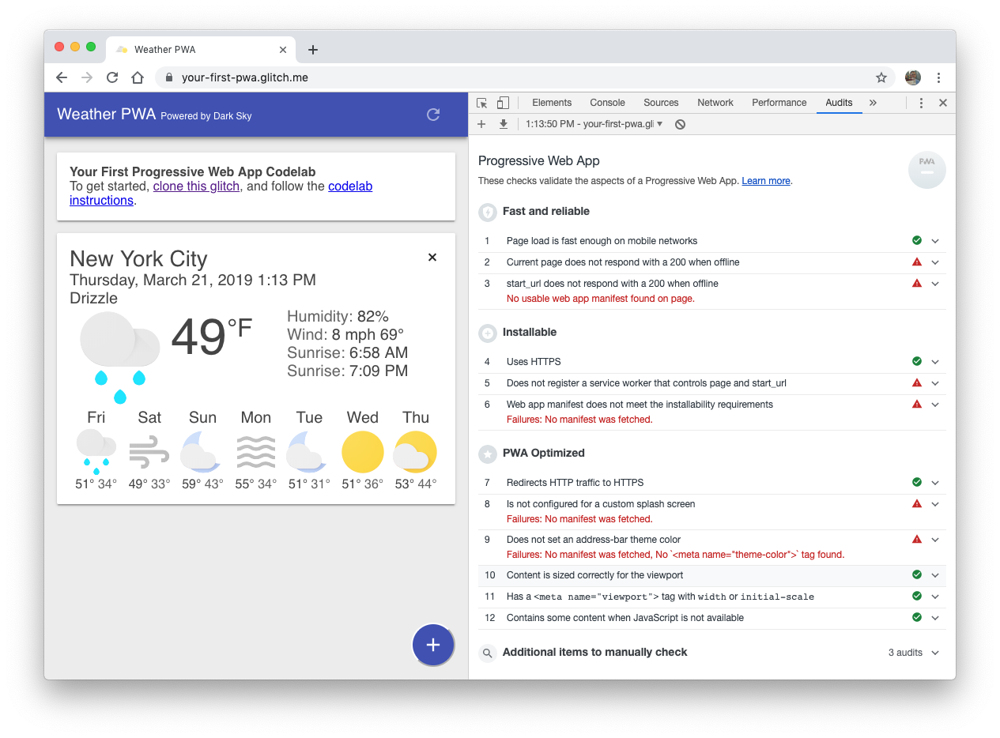 Weather PWA
your-first-pwa.glitch.me
Weather PWA Powered by Dark Sky
Your First Progressive Web App Codelab
To get started, clone this glitch, and follow the codelab
instructions.
New York City
Thursday, March 21, 2019 1:13 PM
Drizzle
49°F
Humidity: 82%
Wind: 8 mph 69°
Sunrise: 6:58 AM
Sunrise: 7:09 PM
Fri Sat Sun Mon Tue Wed Thu
51° 34° 49° 33° 59° 43° 55° 34° 51° 31° 51° 36° 53° 44°
Elements Console Sources Network Performance Audits
1:13:50 PM - your-first-pwa.gli
Progressive Web App
PWA
These checks validate the aspects of a Progressive Web App. Learn more.
Fast and reliable
1 Page load is fast enough on mobile networks
2 Current page does not respond with a 200 when offline
3 start_url does not respond with a 200 when offline
No usable web app manifest found on page.
Installable
4 Uses HTTPS
5 Does not register a service worker that controls page and start_url
6 Web app manifest does not meet the installability requirements
Failures: No manifest was fetched.
PWA Optimized
7 Redirects HTTP traffic to HTTPS
8 Is not configured for a custom splash screen
Failures: No manifest was fetched.
9 Does not set an address-bar theme color
Failures: No manifest was fetched, No `<meta name="theme-color">` tag found.
10 Content is sized correctly for the viewport
11 Has a <meta name="viewport"> tag with width or initial-scale
12 Contains some content when JavaScript is not available
Additional items to manually check 3 audits